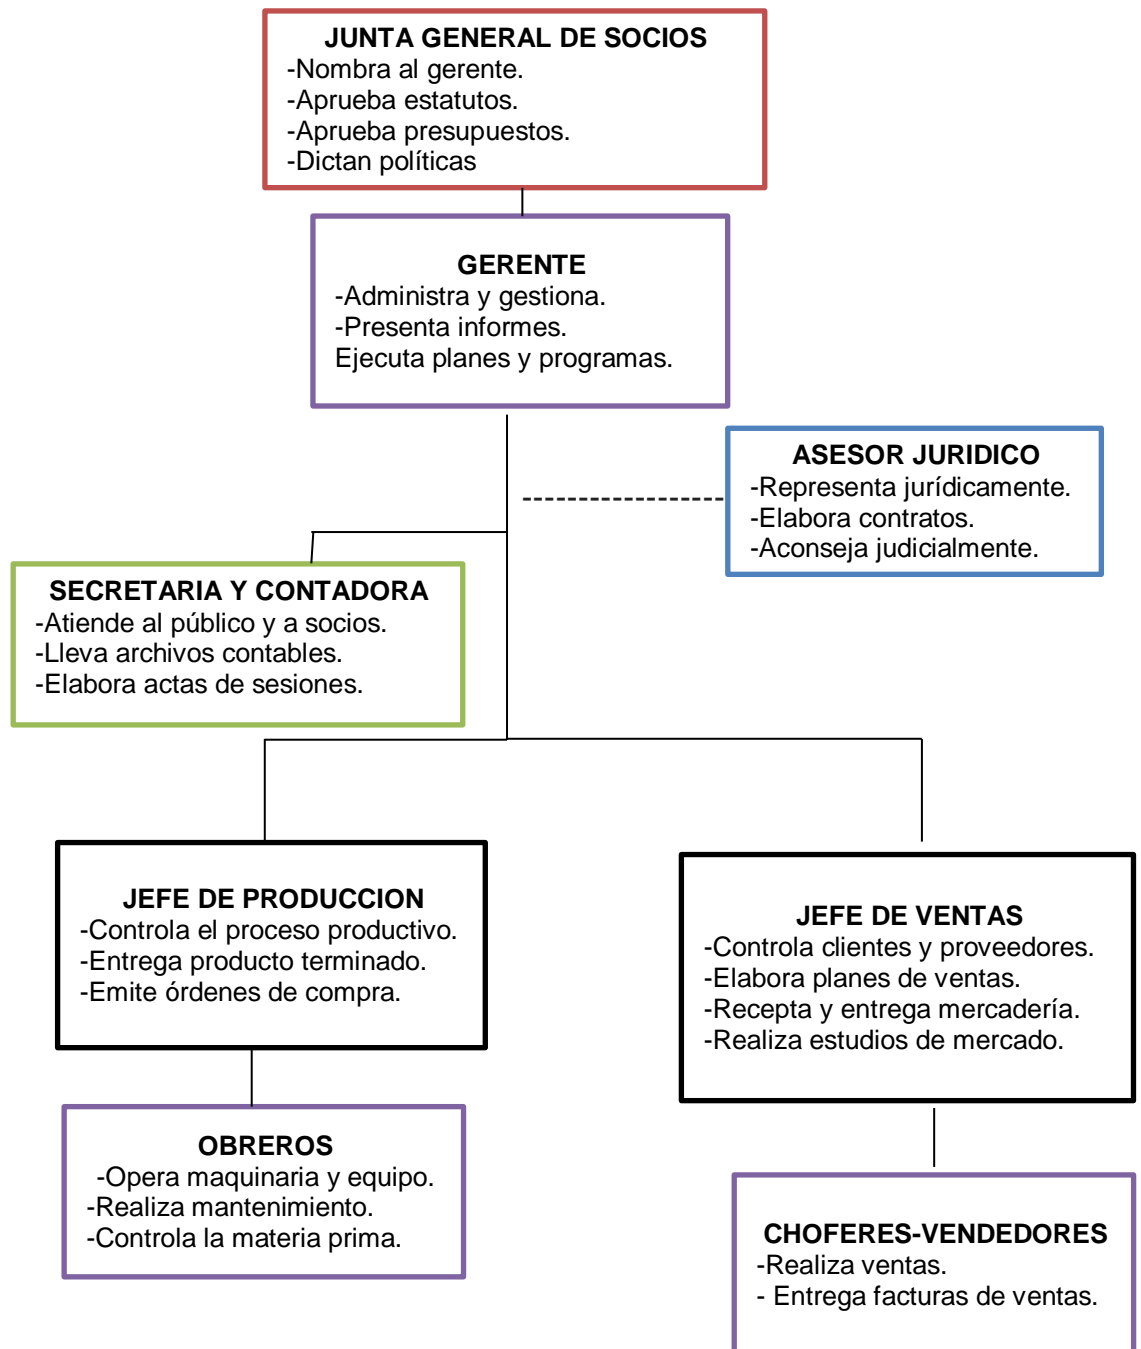 JUNTA GENERAL DE SOCIOS
-Nombra al gerente.
-Aprueba estatutos.
-Aprueba presupuestos.
-Dictan políticas
GERENTE
-Administra y gestiona.
-Presenta informes.
Ejecuta planes y programas.
ASESOR JURIDICO
-Representa jurídicamente.
-Elabora contratos.
-Aconseja judicialmente.
SECRETARIA Y CONTADORA
-Atiende al público y a socios.
-Lleva archivos contables.
-Elabora actas de sesiones.
JEFE DE PRODUCCION
-Controla el proceso productivo.
-Entrega producto terminado.
-Emite órdenes de compra.
JEFE DE VENTAS
-Controla clientes y proveedores.
-Elabora planes de ventas.
-Recepta y entrega mercadería.
-Realiza estudios de mercado.
OBREROS
-Opera maquinaria y equipo.
-Realiza mantenimiento.
-Controla la materia prima.
CHOFERES-VENDEDORES
-Realiza ventas.
- Entrega facturas de ventas.